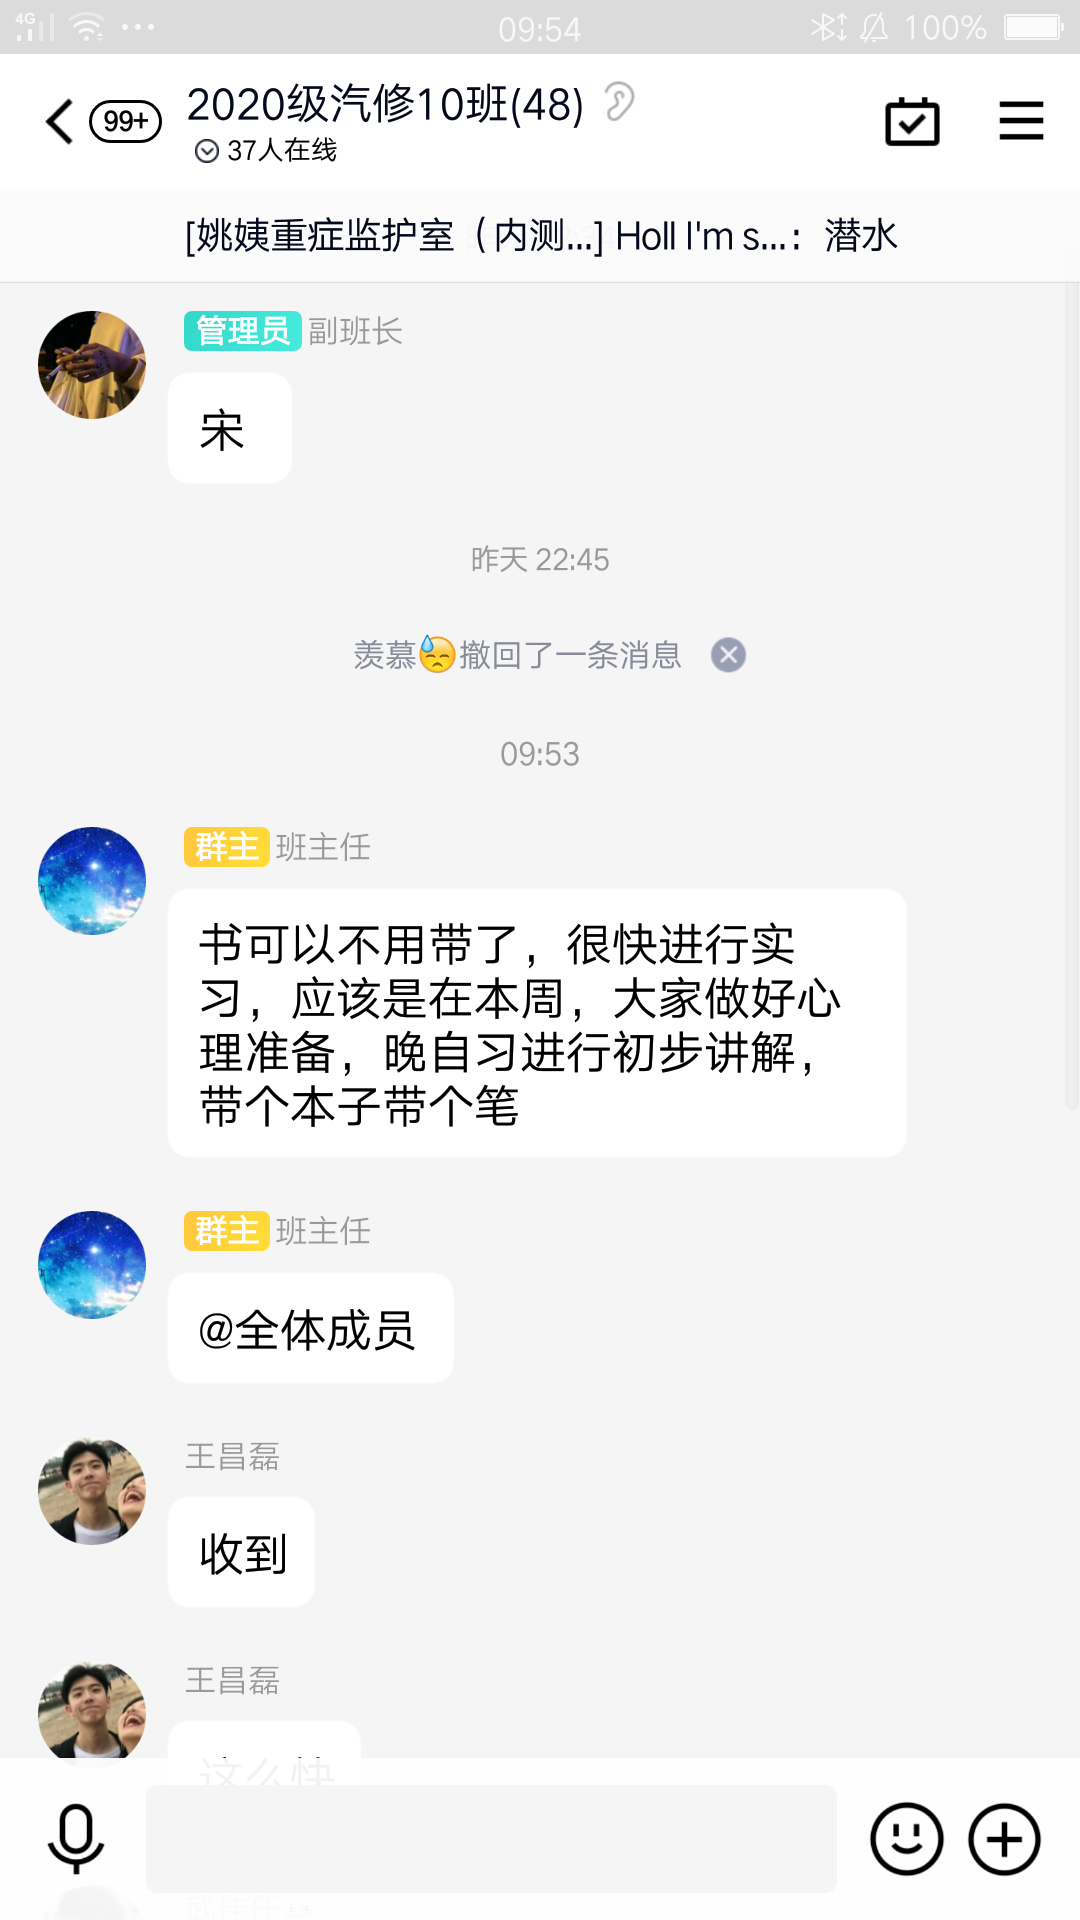 4G
09:54
100%
99+
2020级汽修10班(48)
37人在线
[姚姨重症监护室（内测...] Holl I'm s...：潜水
管理员 副班长
宋
昨天 22:45
羡慕😓撤回了一条消息
09:53
群主 班主任
书可以不用带了，很快进行实
习，应该是在本周，大家做好心
理准备，晚自习进行初步讲解，
带个本子带个笔
群主 班主任
@全体成员
王昌磊
收到
王昌磊
这么快